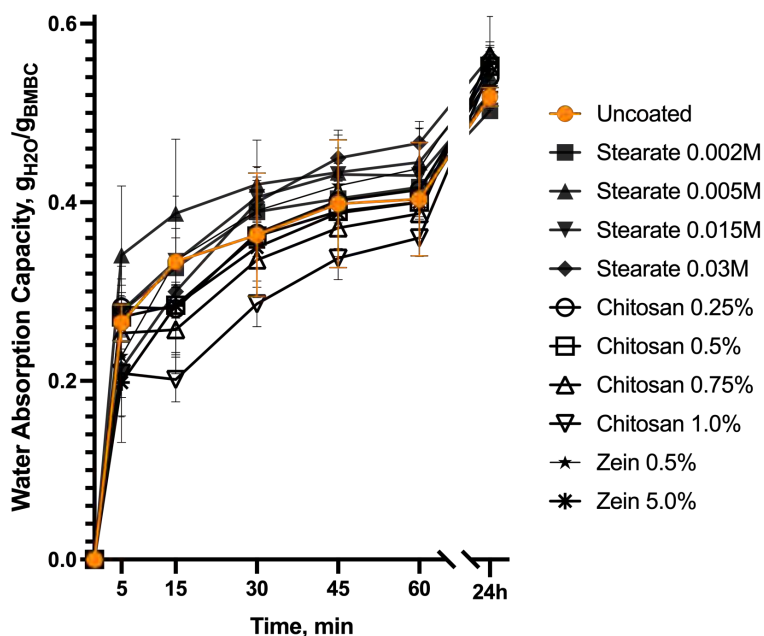 Water Absorption Capacity, gH2O/gBMBC
0.6
0.4
0.2
0.0
5 15 30 45 60 24h
Time, min
Uncoated
Stearate 0.002M
Stearate 0.005M
Stearate 0.015M
Stearate 0.03M
Chitosan 0.25%
Chitosan 0.5%
Chitosan 0.75%
Chitosan 1.0%
Zein 0.5%
Zein 5.0%